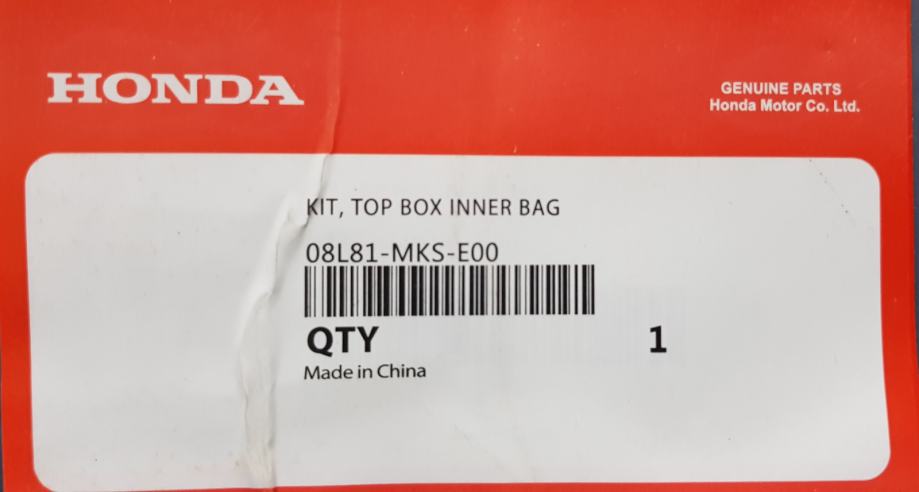 HONDA
GENUINE PARTS
Honda Motor Co. Ltd.
KIT, TOP BOX INNER BAG
08L81-MKS-E00
QTY 1
Made in China